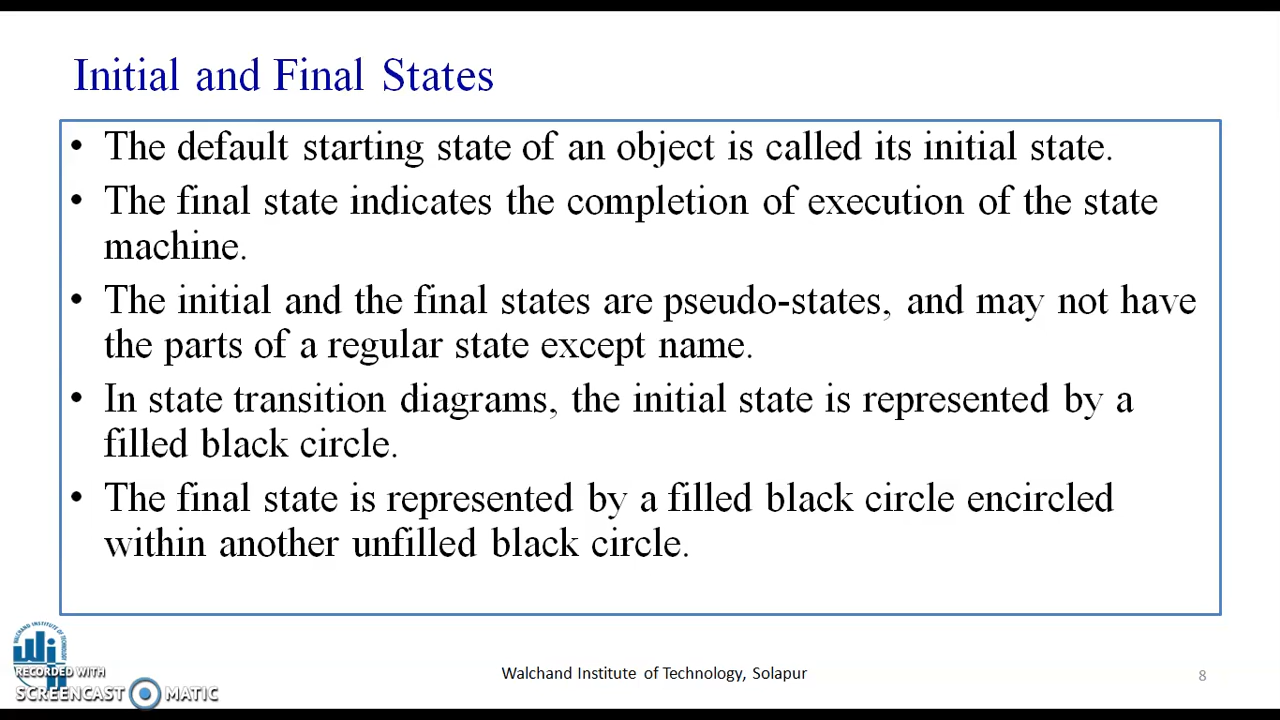 Initial and Final States
• The default starting state of an object is called its initial state.
• The final state indicates the completion of execution of the state
machine.
• The initial and the final states are pseudo-states, and may not have
the parts of a regular state except name.
• In state transition diagrams, the initial state is represented by a
filled black circle.
• The final state is represented by a filled black circle encircled
within another unfilled black circle.
WALCHAND INSTITUTE OF TECHNOLOGY
RECORDED WITH
SCREENCAST MATIC
Walchand Institute of Technology, Solapur
8